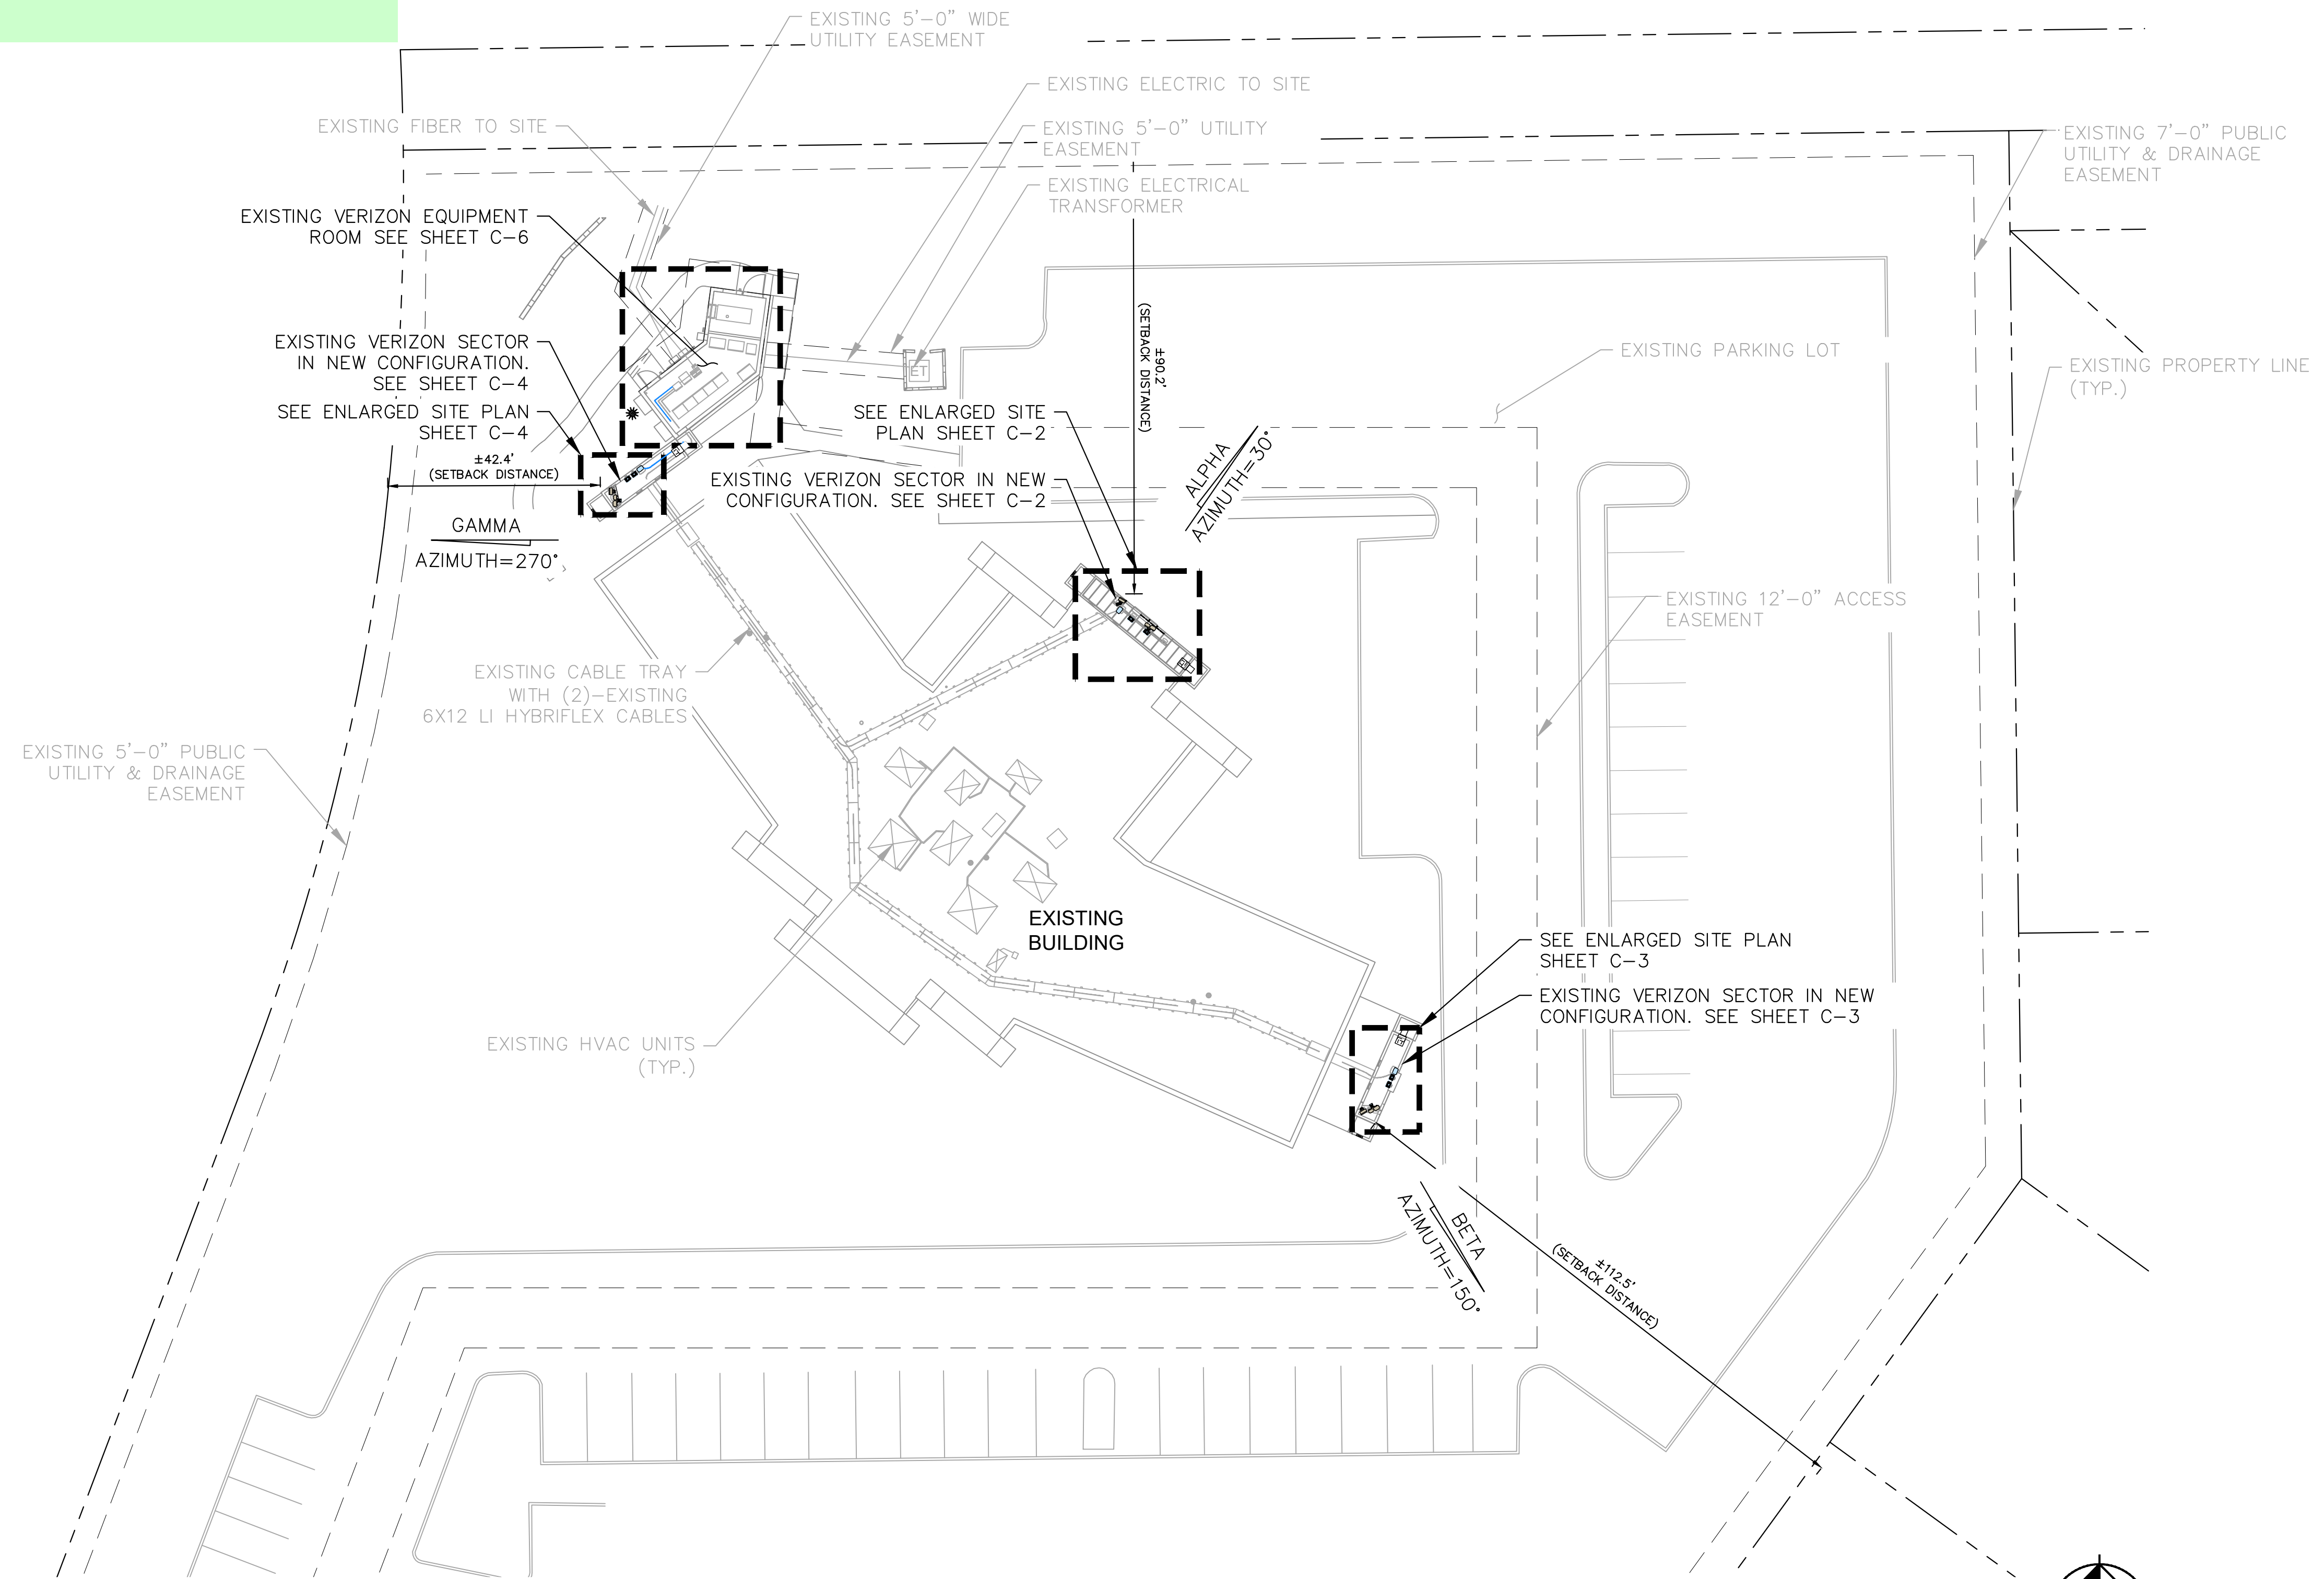 EXISTING 5'-0" WIDE
UTILITY EASEMENT
EXISTING ELECTRIC TO SITE
EXISTING FIBER TO SITE
EXISTING 5'-0" UTILITY
EASEMENT
EXISTING 7'-0" PUBLIC
UTILITY & DRAINAGE
EASEMENT
EXISTING ELECTRICAL
TRANSFORMER
EXISTING VERIZON EQUIPMENT
ROOM SEE SHEET C-6
EXISTING VERIZON SECTOR
IN NEW CONFIGURATION.
SEE SHEET C-4
SEE ENLARGED SITE PLAN
SHEET C-4
±42.4'
(SETBACK DISTANCE)
GAMMA
AZIMUTH=270°
ET
±90.2'
(SETBACK DISTANCE)
EXISTING PARKING LOT
EXISTING PROPERTY LINE
(TYP.)
SEE ENLARGED SITE
PLAN SHEET C-2
EXISTING VERIZON SECTOR IN NEW
CONFIGURATION. SEE SHEET C-2
ALPHA
AZIMUTH=30°
EXISTING 12'-0" ACCESS
EASEMENT
EXISTING CABLE TRAY
WITH (2)-EXISTING
6X12 LI HYBRIFLEX CABLES
EXISTING 5'-0" PUBLIC
UTILITY & DRAINAGE
EASEMENT
EXISTING
BUILDING
SEE ENLARGED SITE PLAN
SHEET C-3
EXISTING VERIZON SECTOR IN NEW
CONFIGURATION. SEE SHEET C-3
EXISTING HVAC UNITS
(TYP.)
BETA
AZIMUTH=150°
±112.5'
(SETBACK DISTANCE)